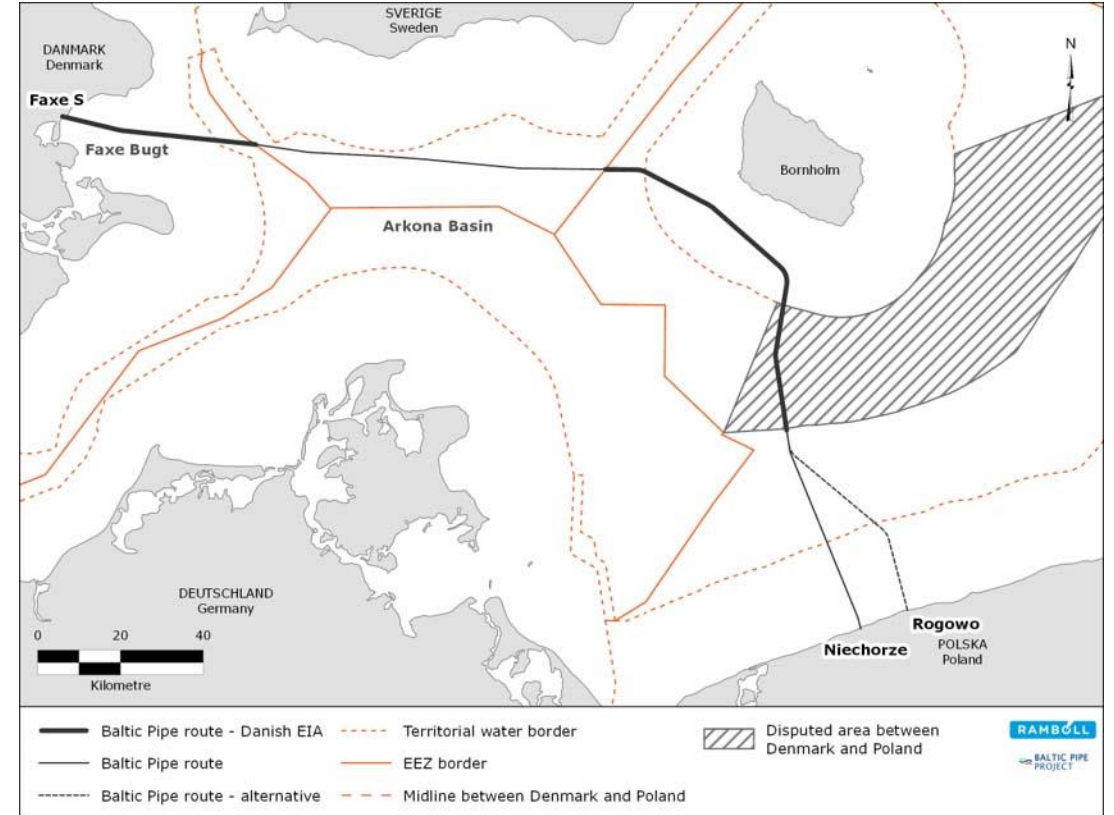 SVERIGE
Sweden
DANMARK
Denmark
N
Faxe S
Faxe Bugt
Bornholm
Arkona Basin
DEUTSCHLAND
Germany
0 20 40
Kilometre
Rogowo
Niechorze
POLSKA
Poland
Baltic Pipe route - Danish EIA
Baltic Pipe route
Baltic Pipe route - alternative
Territorial water border
EEZ border
Midline between Denmark and Poland
Disputed area between
Denmark and Poland
RAMBOLL
BALTIC PIPE
PROJECT